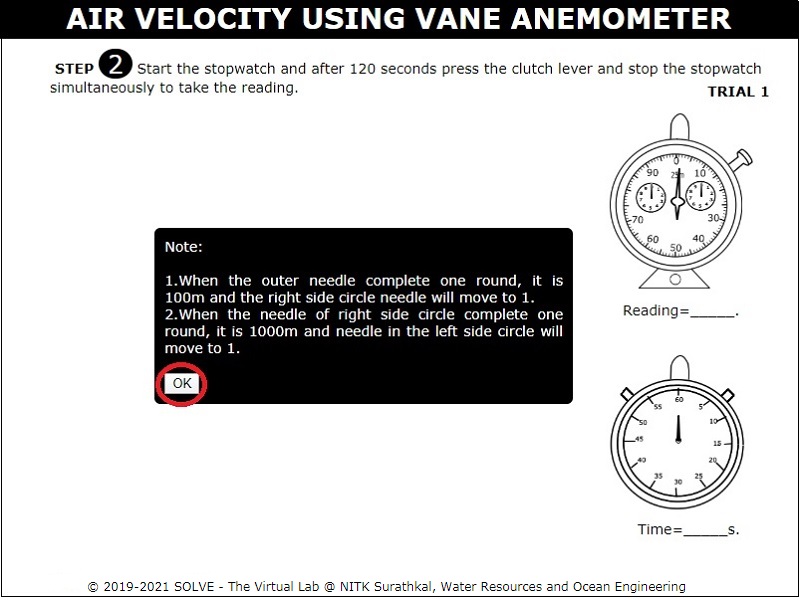 AIR VELOCITY USING VANE ANEMOMETER
STEP 2 Start the stopwatch and after 120 seconds press the clutch lever and stop the stopwatch
simultaneously to take the reading.
TRIAL 1
Note:
1.When the outer needle complete one round, it is
100m and the right side circle needle will move to 1.
2.When the needle of right side circle complete one
round, it is 1000m and needle in the left side circle will
move to 1.
OK
0
90
10
70
30
60
40
50
Reading=_____.
60
55
5
50
10
45
15
40
20
35
25
30
Time=_____s.
© 2019-2021 SOLVE - The Virtual Lab @ NITK Surathkal, Water Resources and Ocean Engineering